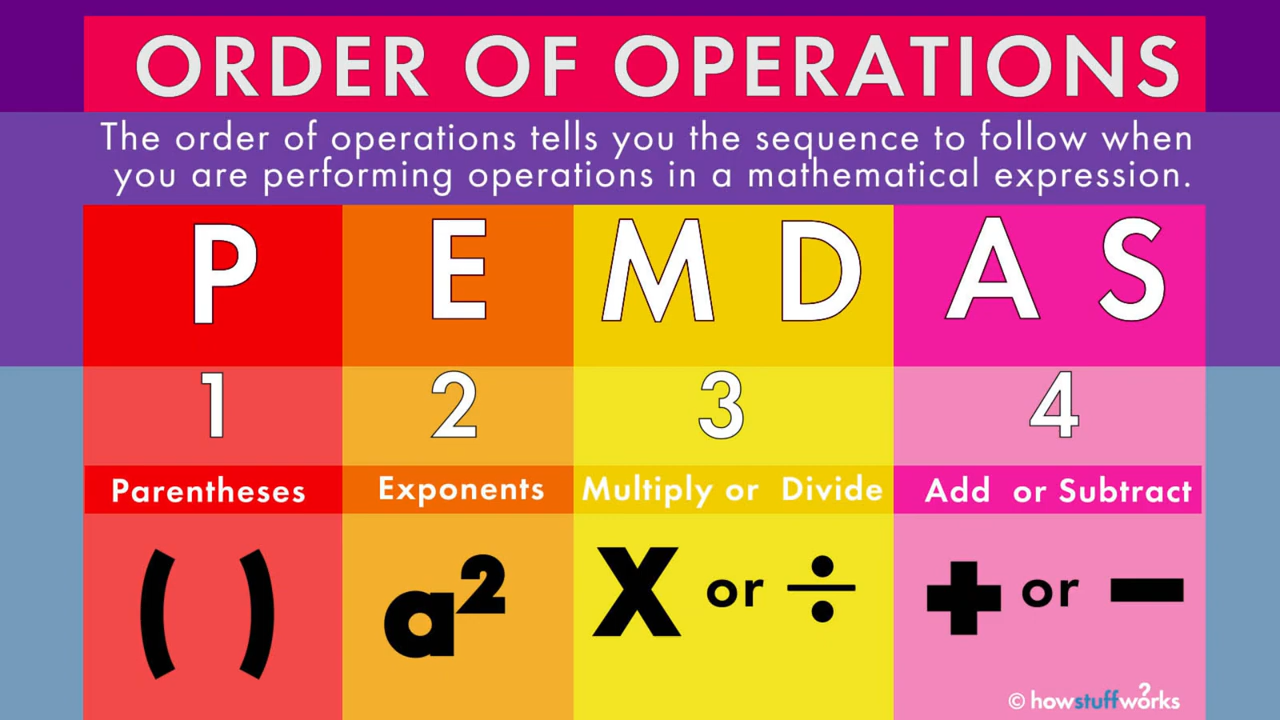 ORDER OF OPERATIONS
The order of operations tells you the sequence to follow when
you are performing operations in a mathematical expression.
P E M D A S
1 2 3 4
Parentheses Exponents Multiply or Divide Add or Subtract
( ) a² X or ÷ + or −
© howstuffworks